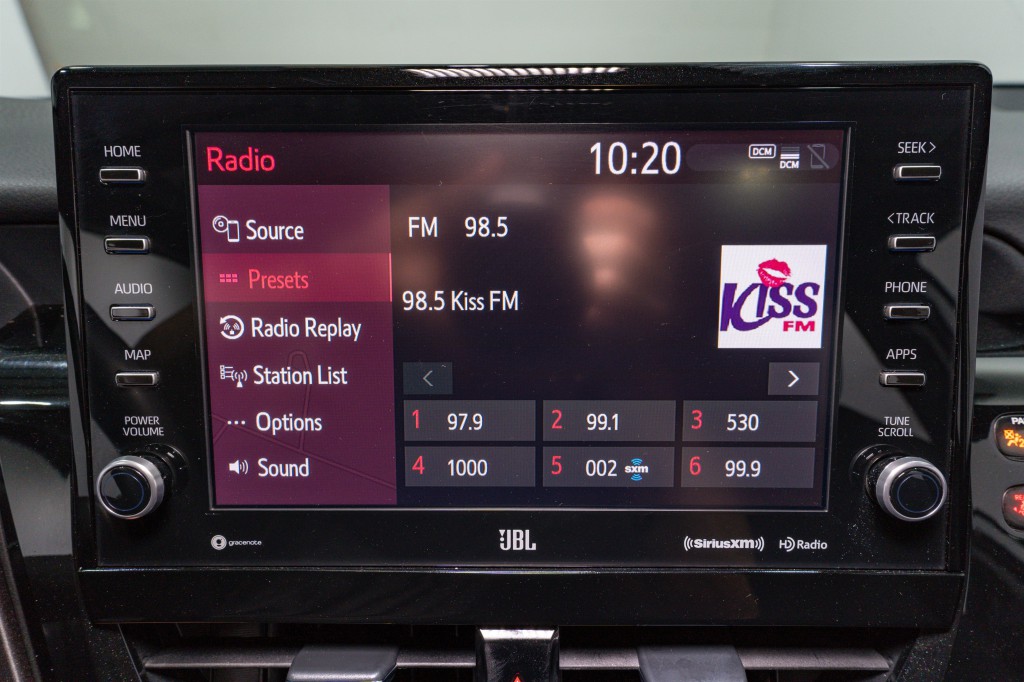 HOME
MENU
AUDIO
MAP
POWER
VOLUME
Radio
10:20
DCM
DCM
Source
Presets
Radio Replay
Station List
Options
Sound
FM 98.5
98.5 Kiss FM
KISS
FM
1 97.9
2 99.1
3 530
4 1000
5 002 sxm
6 99.9
SEEK >
< TRACK
PHONE
APPS
TUNE
SCROLL
gracenote
JBL
((SiriusXM))
HD Radio